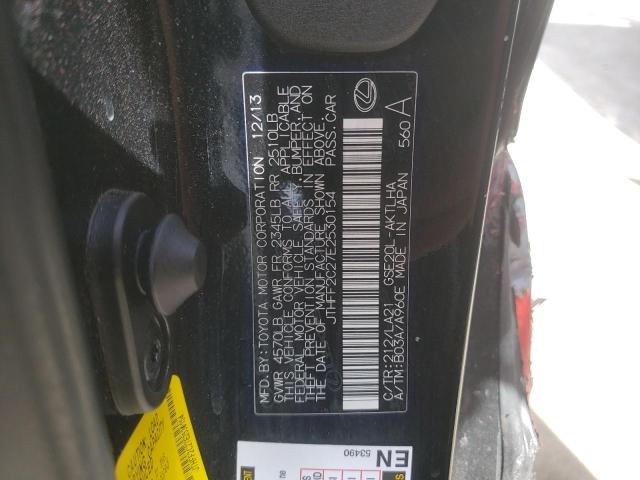 MFD.BY:TOYOTA MOTOR CORPORATION 12/13
GVWR 4570LB GAWR FR 2345LB RR 2510LB
THIS VEHICLE CONFORMS TO ALL APPLICABLE
FEDERAL MOTOR VEHICLE SAFETY, BUMPER,AND
THEFT PREVENTION STANDARDS IN EFFECT ON
THE DATE OF MANUFACTURE SHOWN ABOVE.
JTHFF2C27E2530154 PASS.CAR
C/TR:212/LA21 GSE20L-AKTLHA
A/TM:B03A/A960E MADE IN JAPAN 560 A
EN
53490